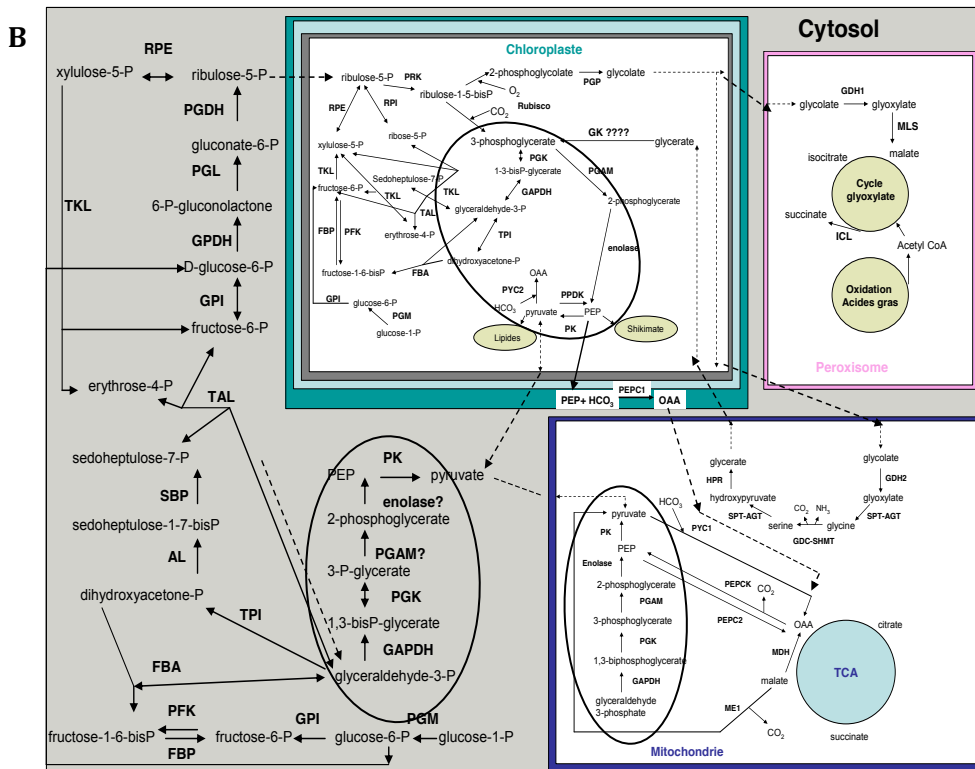 B
Cytosol
RPE
xylulose-5-P
ribulose-5-P
PGDH
gluconate-6-P
PGL
6-P-gluconolactone
TKL
GPDH
D-glucose-6-P
GPI
fructose-6-P
erythrose-4-P
TAL
sedoheptulose-7-P
SBP
sedoheptulose-1-7-bisP
AL
dihydroxyacetone-P
TPI
FBA
PFK
fructose-1-6-bisP
FBP
fructose-6-P
GPI
glucose-6-P
PGM
glucose-1-P
PEP
PK
pyruvate
enolase?
2-phosphoglycerate
PGAM?
3-P-glycerate
PGK
1,3-bisP-glycerate
GAPDH
glyceraldehyde-3-P
Chloroplaste
ribulose-5-P
PRK
ribulose-1-5-bisP
2-phosphoglycolate
PGP
glycolate
O2
Rubisco
CO2
RPE
RPI
ribose-5-P
xylulose-5-P
3-phosphoglycerate
GK ????
glycerate
PGK
PGAM
1-3-bisP-glycerate
TKL
Sedoheptulose-7-P
fructose-6-P
TKL
TKL
GAPDH
2-phosphoglycerate
TAL
glyceraldehyde-3-P
FBP
PFK
erythrose-4-P
TPI
enolase
fructose-1-6-bisP
FBA
dihydroxyacetone-P
OAA
PYC2
PPDK
GPI
glucose-6-P
PGM
glucose-1-P
HCO3
pyruvate
PEP
PK
Lipides
Shikimate
PEP+ HCO3
PEPC1
OAA
glycolate
GDH1
glyoxylate
MLS
malate
isocitrate
Cycle
glyoxylate
succinate
ICL
Acetyl CoA
Oxidation
Acides gras
Peroxisome
glycerate
glycolate
HPR
GDH2
hydroxypyruvate
glyoxylate
SPT-AGT
CO2
NH3
SPT-AGT
serine
glycine
GDC-SHMT
HCO3
pyruvate
PYC1
PK
PEP
Enolase
PEPCK
CO2
2-phosphoglycerate
PGAM
PEPC2
3-phosphoglycerate
OAA
citrate
PGK
MDH
1,3-biphosphoglycerate
TCA
malate
GAPDH
glyceraldehyde
3-phosphate
ME1
CO2
succinate
Mitochondrie